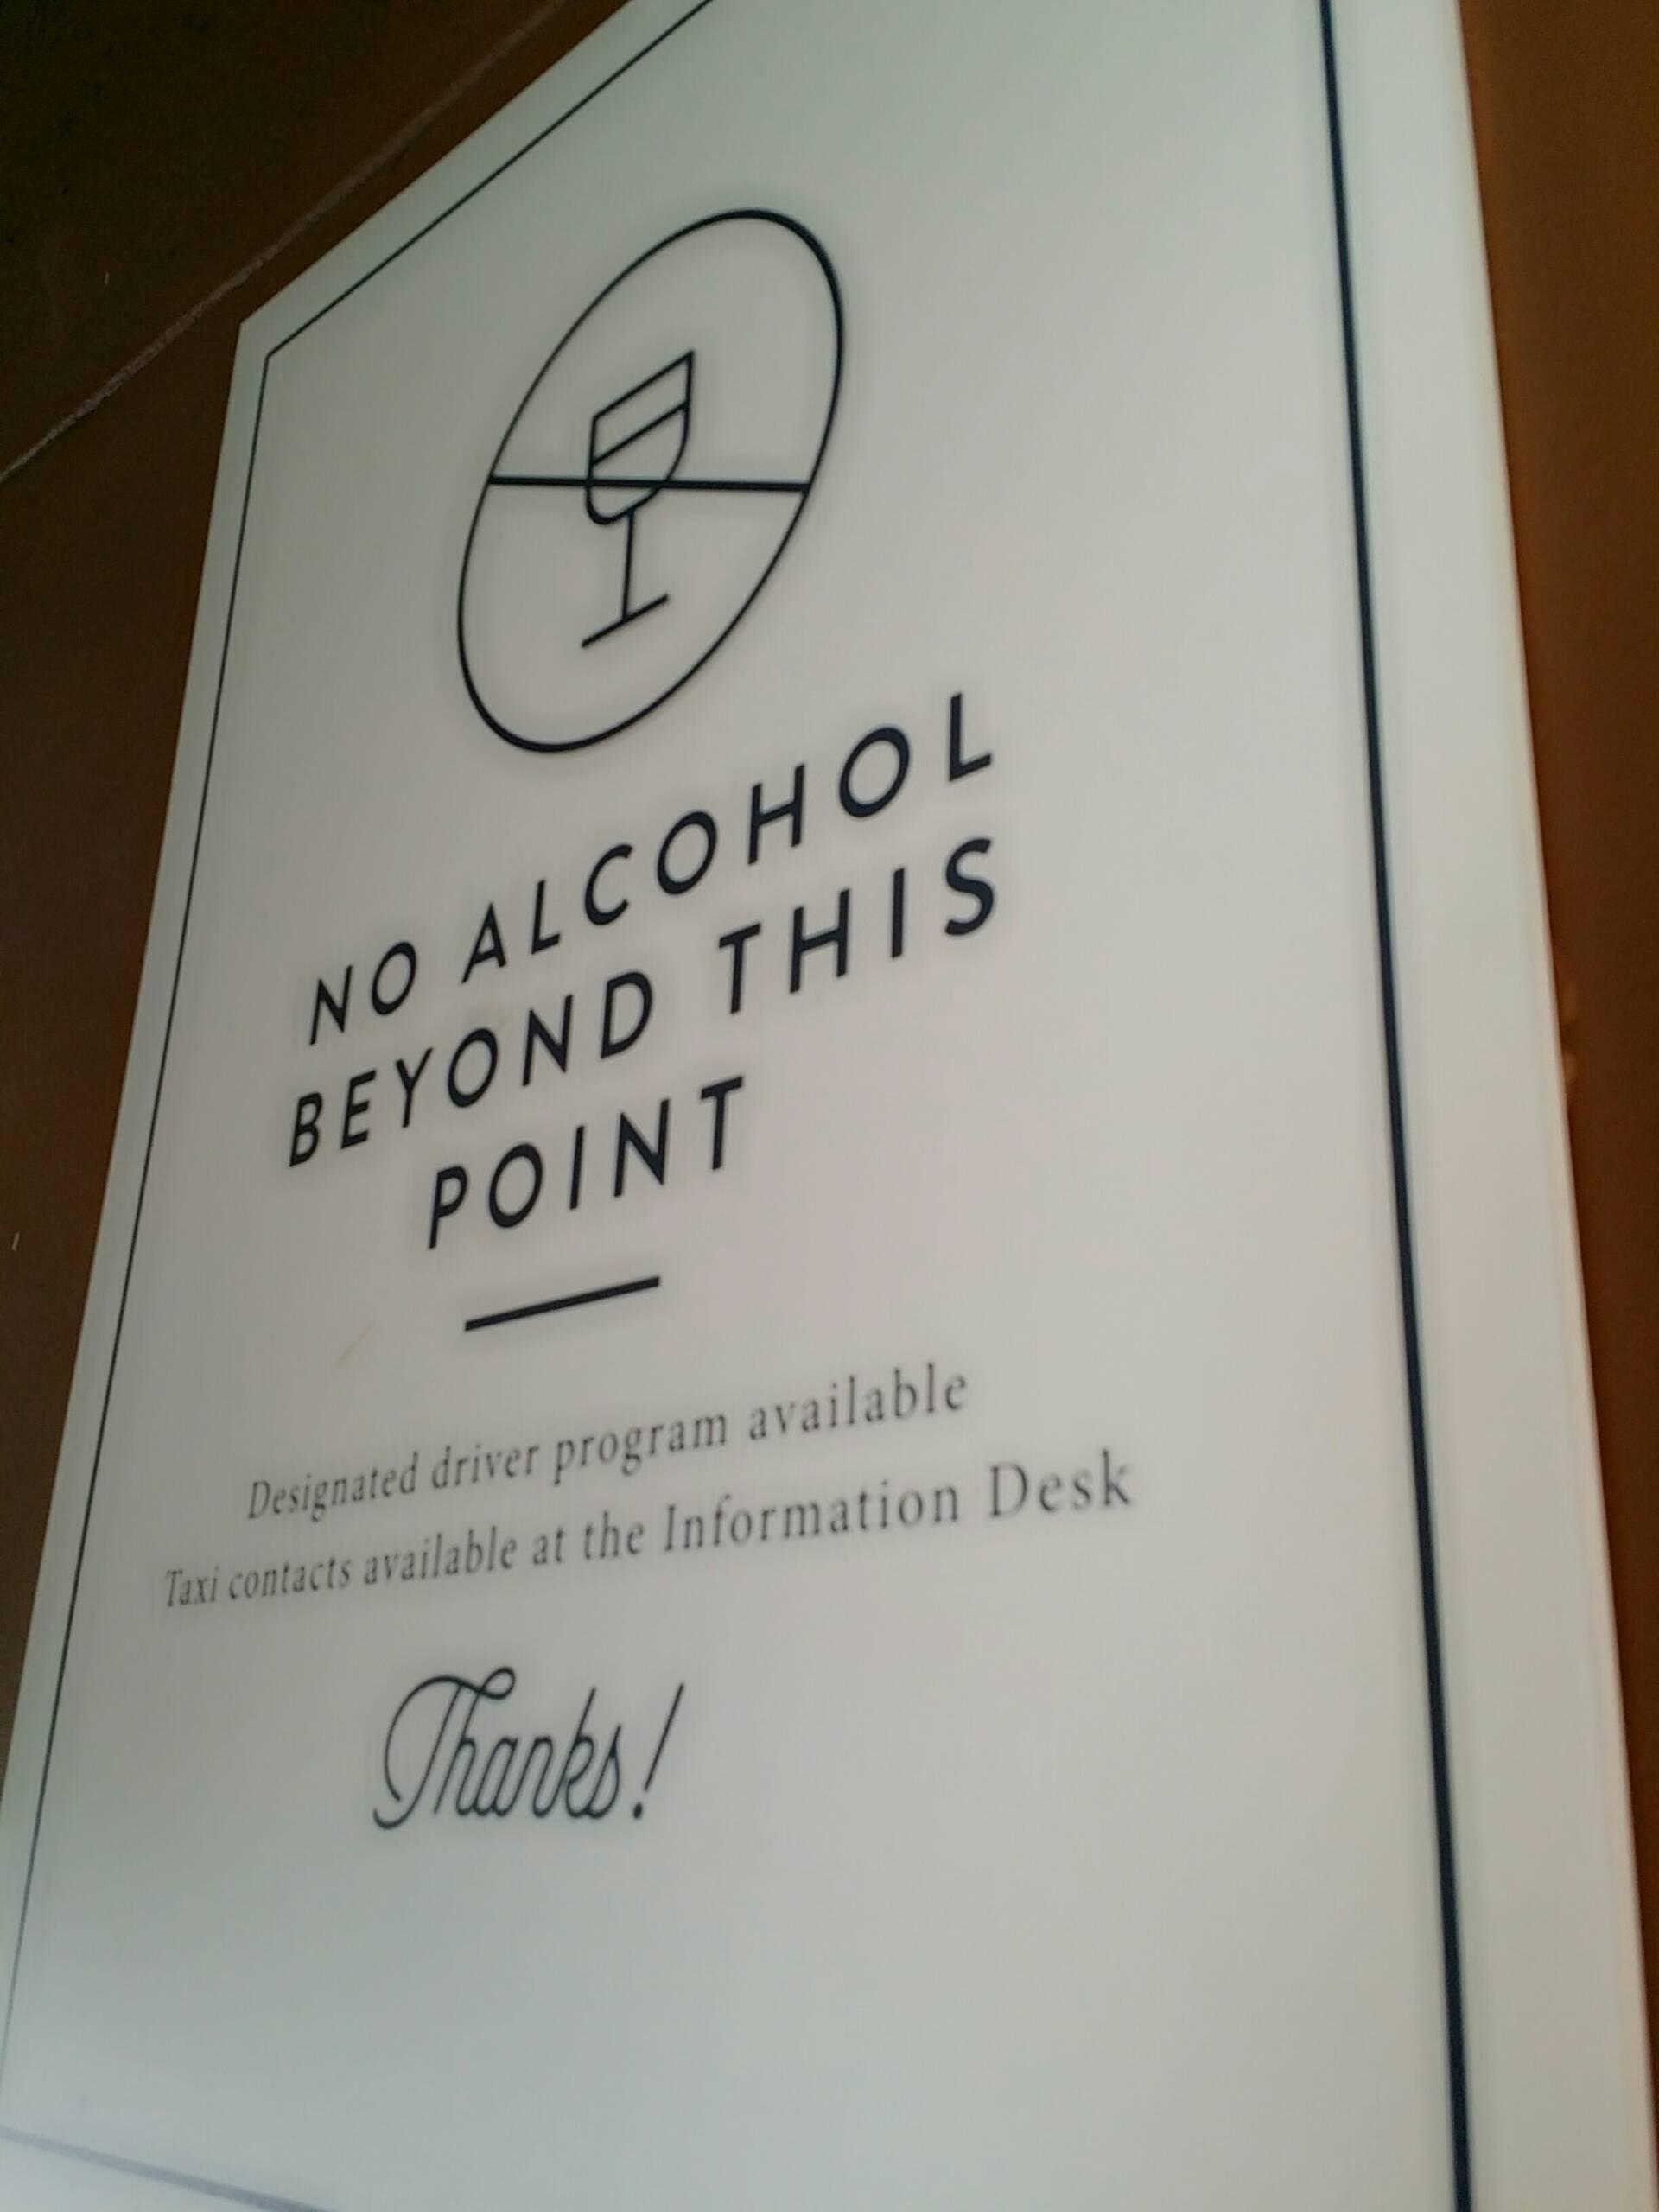 NO ALCOHOL
BEYOND THIS
POINT
Designated driver program available
Taxi contacts available at the Information Desk
Thanks!